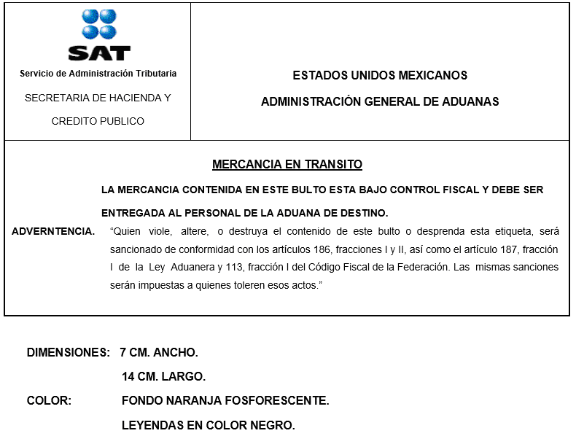 SAT
Servicio de Administración Tributaria
SECRETARIA DE HACIENDA Y
CREDITO PUBLICO
ESTADOS UNIDOS MEXICANOS
ADMINISTRACIÓN GENERAL DE ADUANAS
MERCANCIA EN TRANSITO
LA MERCANCIA CONTENIDA EN ESTE BULTO ESTA BAJO CONTROL FISCAL Y DEBE SER
ENTREGADA AL PERSONAL DE LA ADUANA DE DESTINO.
ADVERNTENCIA. “Quien viole, altere, o destruya el contenido de este bulto o desprenda esta etiqueta, será
sancionado de conformidad con los artículos 186, fracciones I y II, así como el artículo 187, fracción
I de la Ley Aduanera y 113, fracción I del Código Fiscal de la Federación. Las mismas sanciones
serán impuestas a quienes toleren esos actos.”
DIMENSIONES: 7 CM. ANCHO.
14 CM. LARGO.
COLOR: FONDO NARANJA FOSFORESCENTE.
LEYENDAS EN COLOR NEGRO.